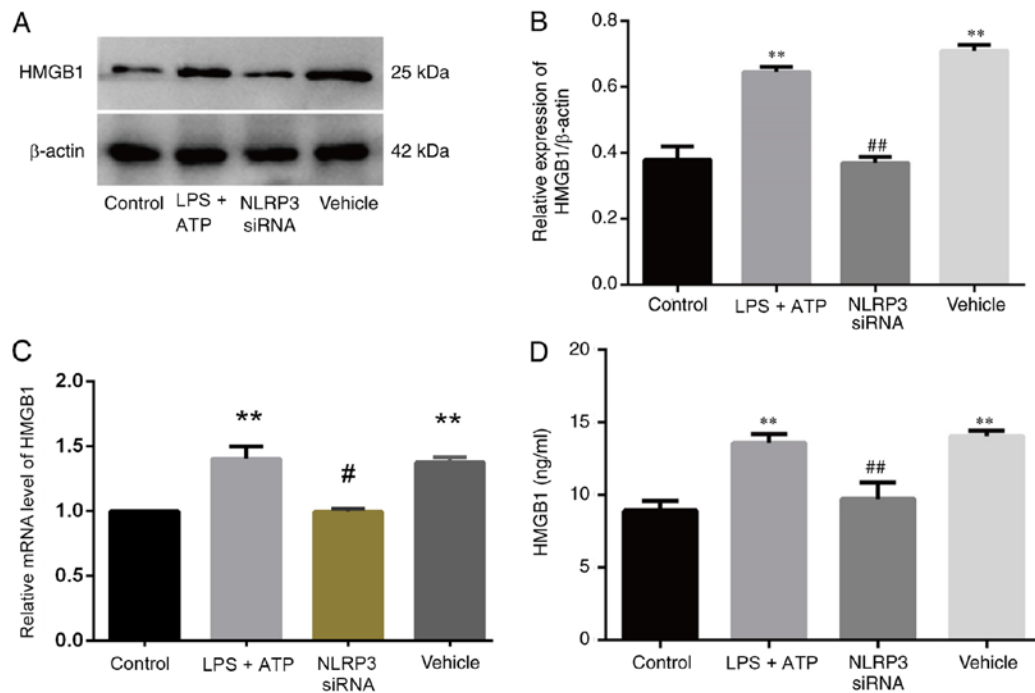 A
HMGB1
25 kDa
β-actin
42 kDa
Control
LPS +
ATP
NLRP3
siRNA
Vehicle
B
Relative expression of
HMGB1/β-actin
0.8
0.6
0.4
0.2
0.0
**
##
**
Control
LPS + ATP
NLRP3
siRNA
Vehicle
C
Relative mRNA level of HMGB1
2.0
1.5
1.0
0.5
0.0
**
#
**
Control
LPS + ATP
NLRP3
siRNA
Vehicle
D
HMGB1 (ng/ml)
20
15
10
5
0
**
##
**
Control
LPS + ATP
NLRP3
siRNA
Vehicle